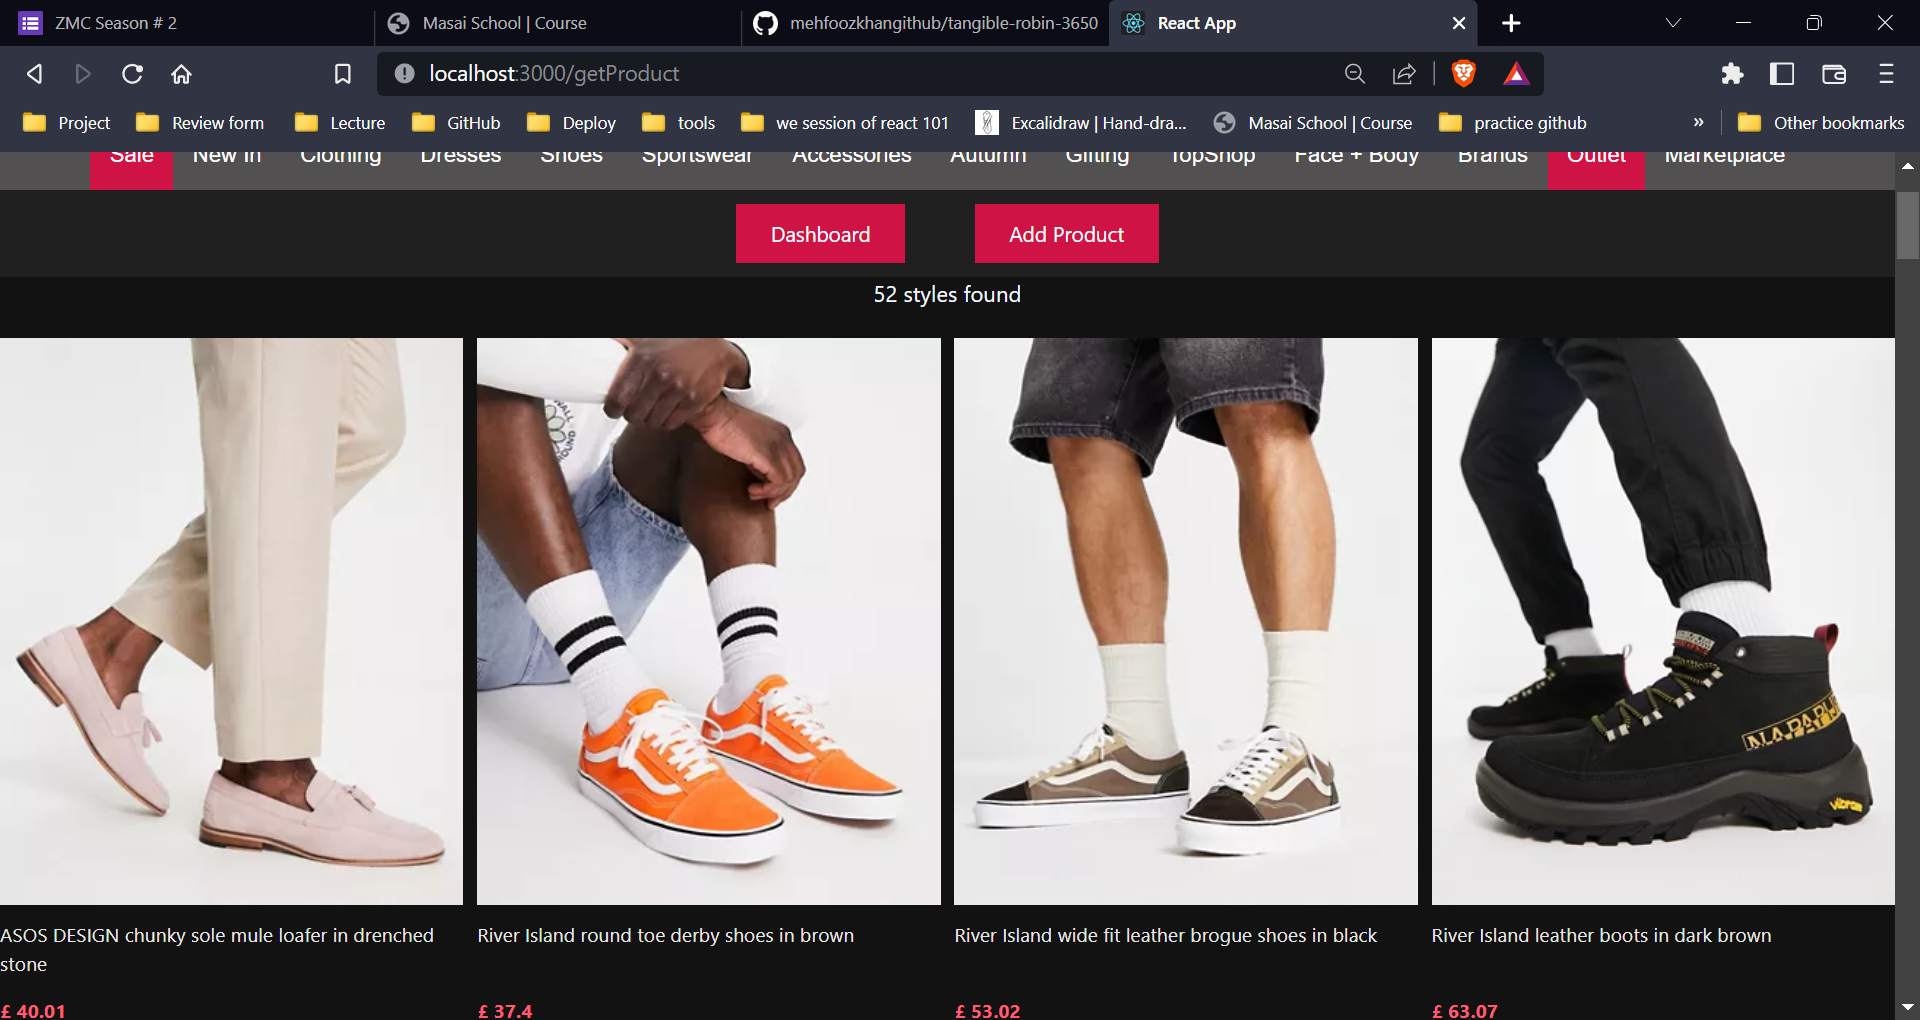 ZMC Season # 2
Masai School | Course
mehfoozkhangithub/tangible-robin-3650
React App
localhost:3000/getProduct
Project
Review form
Lecture
GitHub
Deploy
tools
we session of react 101
Excalidraw | Hand-dra...
Masai School | Course
practice github
»
Other bookmarks
Sale
New In
Clothing
Dresses
Shoes
Sportswear
Accessories
Autumn
Gifting
TopShop
Face + Body
Brands
Outlet
Marketplace
Dashboard
Add Product
52 styles found
WALL
NAPAPIJ
vibram
ASOS DESIGN chunky sole mule loafer in drenched
stone
£ 40.01
River Island round toe derby shoes in brown
£ 37.4
River Island wide fit leather brogue shoes in black
£ 53.02
River Island leather boots in dark brown
£ 63.07